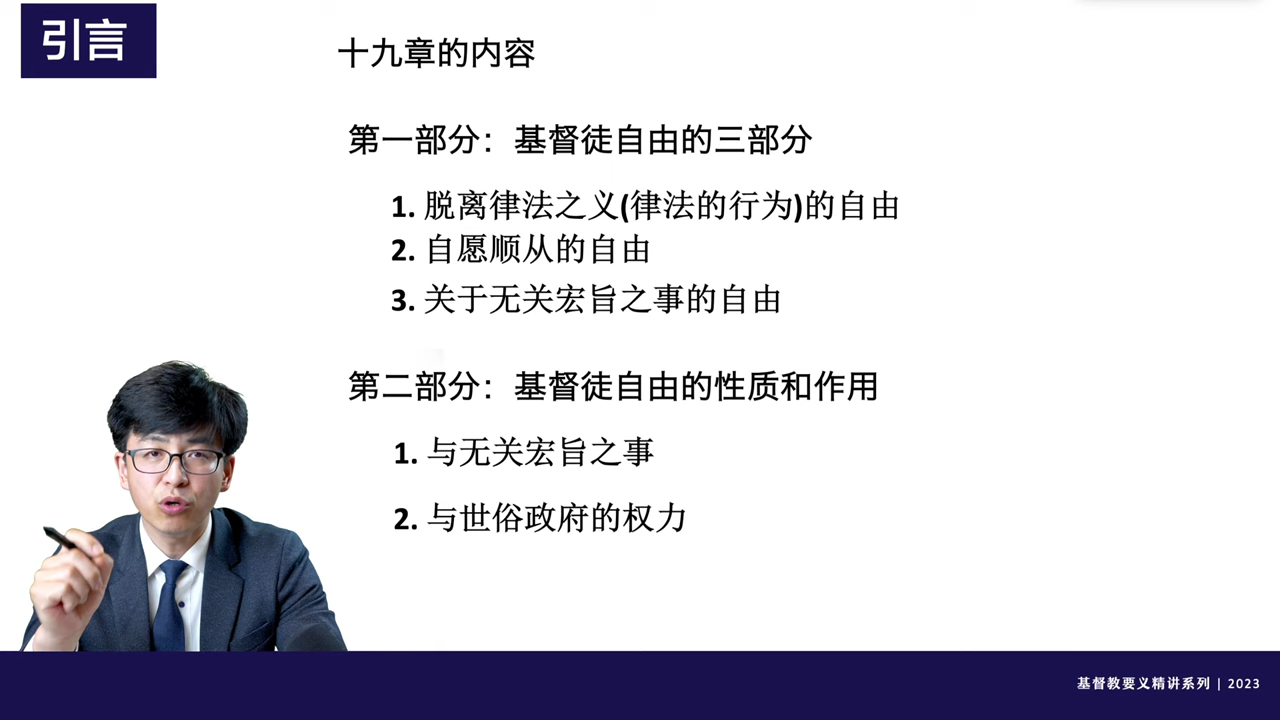 引言
十九章的内容
第一部分：基督徒自由的三部分
1. 脱离律法之义(律法的行为)的自由
2. 自愿顺从的自由
3. 关于无关宏旨之事的自由
第二部分：基督徒自由的性质和作用
1. 与无关宏旨之事
2. 与世俗政府的权力
基督教要义精讲系列 | 2023